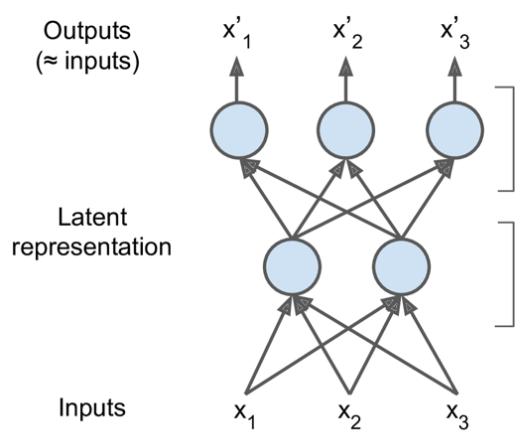 Outputs
(≈ inputs)
x'₁ x'₂ x'₃
Latent
representation
Inputs
x₁ x₂ x₃